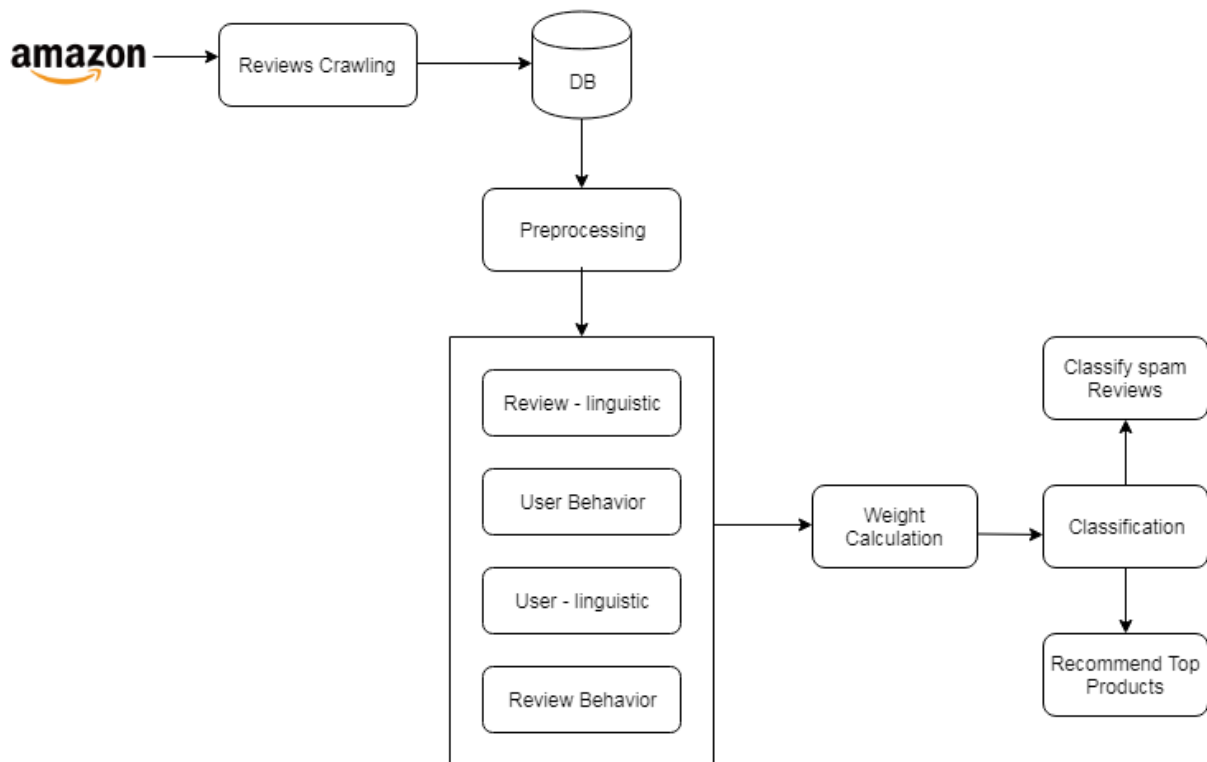 amazon
Reviews Crawling
DB
Preprocessing
Review - linguistic
User Behavior
User - linguistic
Review Behavior
Weight
Calculation
Classify spam
Reviews
Classification
Recommend Top
Products